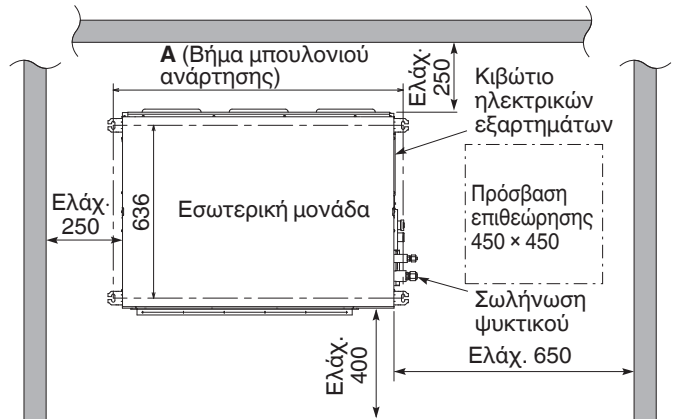 A (Βήμα μπουλονιού
ανάρτησης)
Ελάχ.
250
Κιβώτιο
ηλεκτρικών
εξαρτημάτων
Ελάχ.
250
636
Εσωτερική μονάδα
Πρόσβαση
επιθεώρησης
450 × 450
Σωλήνωση
ψυκτικού
Ελάχ.
400
Ελάχ. 650